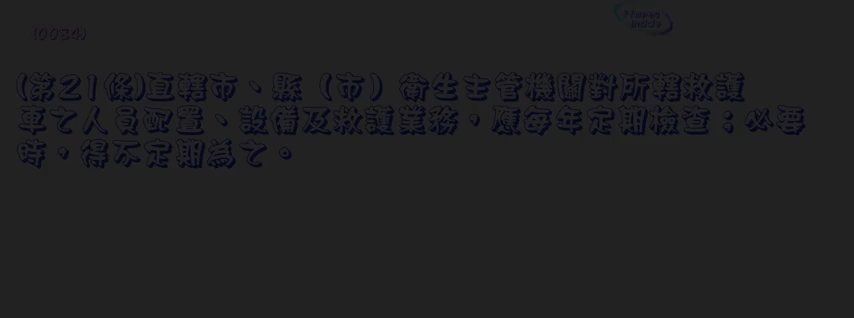 (0084)
3Tapes
inside
(第21條)直轄市、縣（市）衛生主管機關對所轄救護
車之人員配置、設備及救護業務，應每年定期檢查；必要
時，得不定期為之。